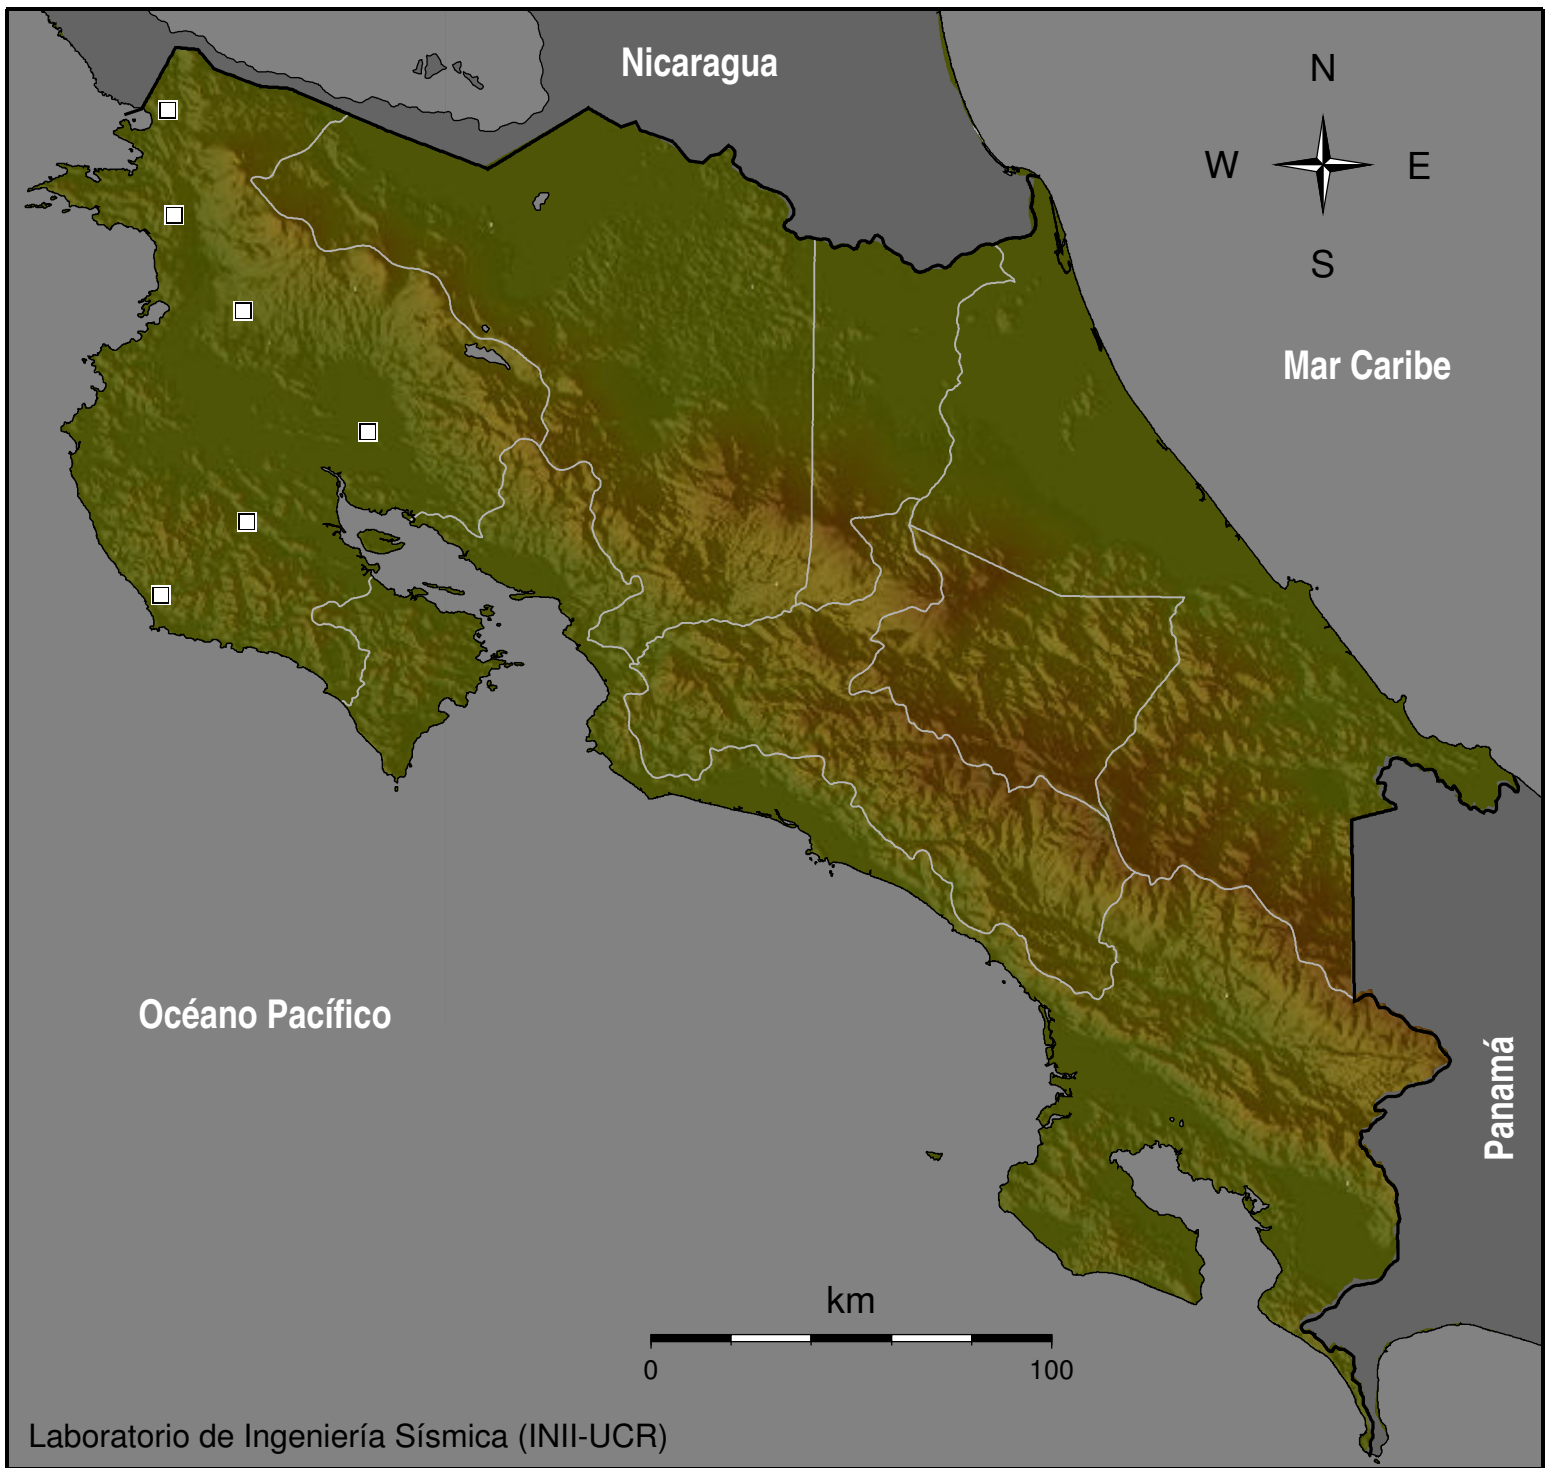 Nicaragua
N
W
E
S
Mar Caribe
Océano Pacífico
Panamá
km
0
100
Laboratorio de Ingeniería Sísmica (INII-UCR)